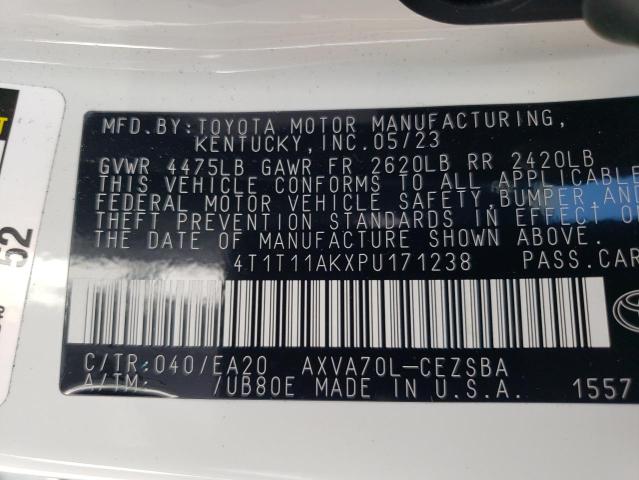 MFD.BY:TOYOTA MOTOR MANUFACTURING,
KENTUCKY,INC.05/23
GVWR 4475LB GAWR FR 2620LB RR 2420LB
THIS VEHICLE CONFORMS TO ALL APPLICABLE
FEDERAL MOTOR VEHICLE SAFETY,BUMPER,AND
THEFT PREVENTION STANDARDS IN EFFECT ON
THE DATE OF MANUFACTURE SHOWN ABOVE.
4T1T11AKXPU171238 PASS.CAR
C/TR:040/EA20 AXVA70L-CEZSBA
A/TM: /UB80E MADE IN U.S.A. 1557
52